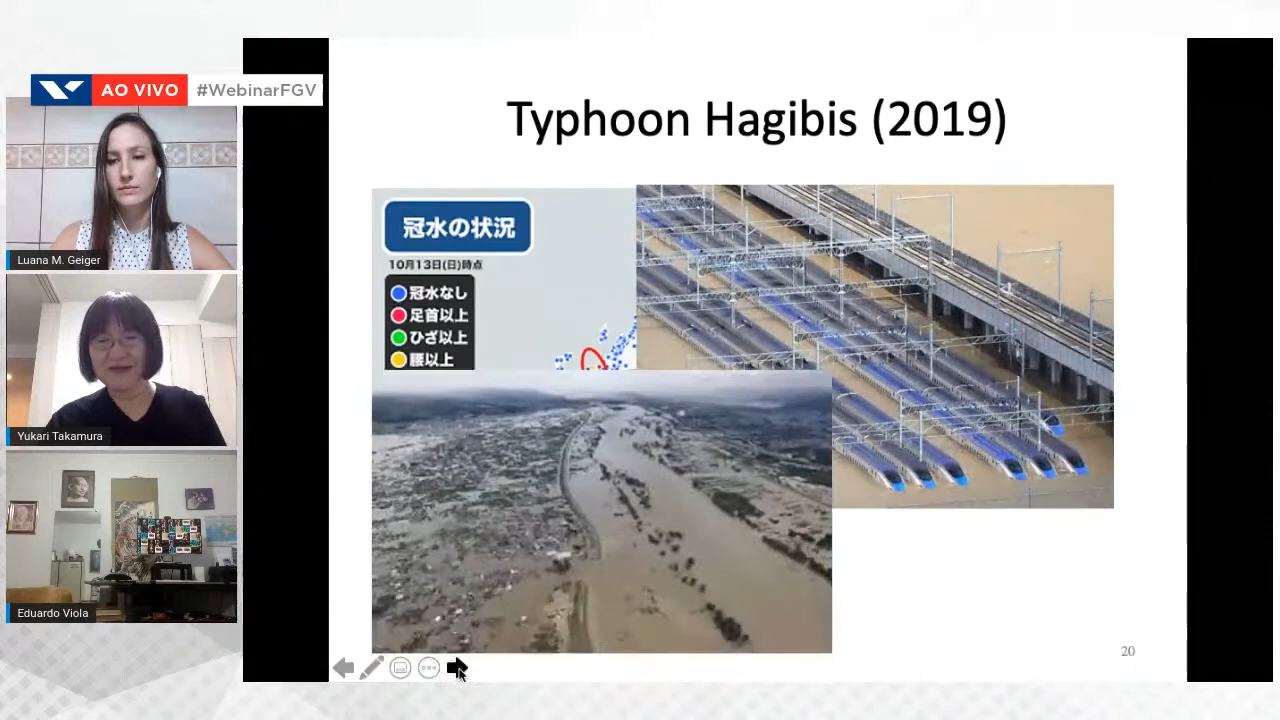 AO VIVO #WebinarFGV
Luana M. Geiger
Yukari Takamura
Eduardo Viola
Typhoon Hagibis (2019)
冠水の状況
10月13日(日)時点
冠水なし
足首以上
ひざ以上
腰以上
20